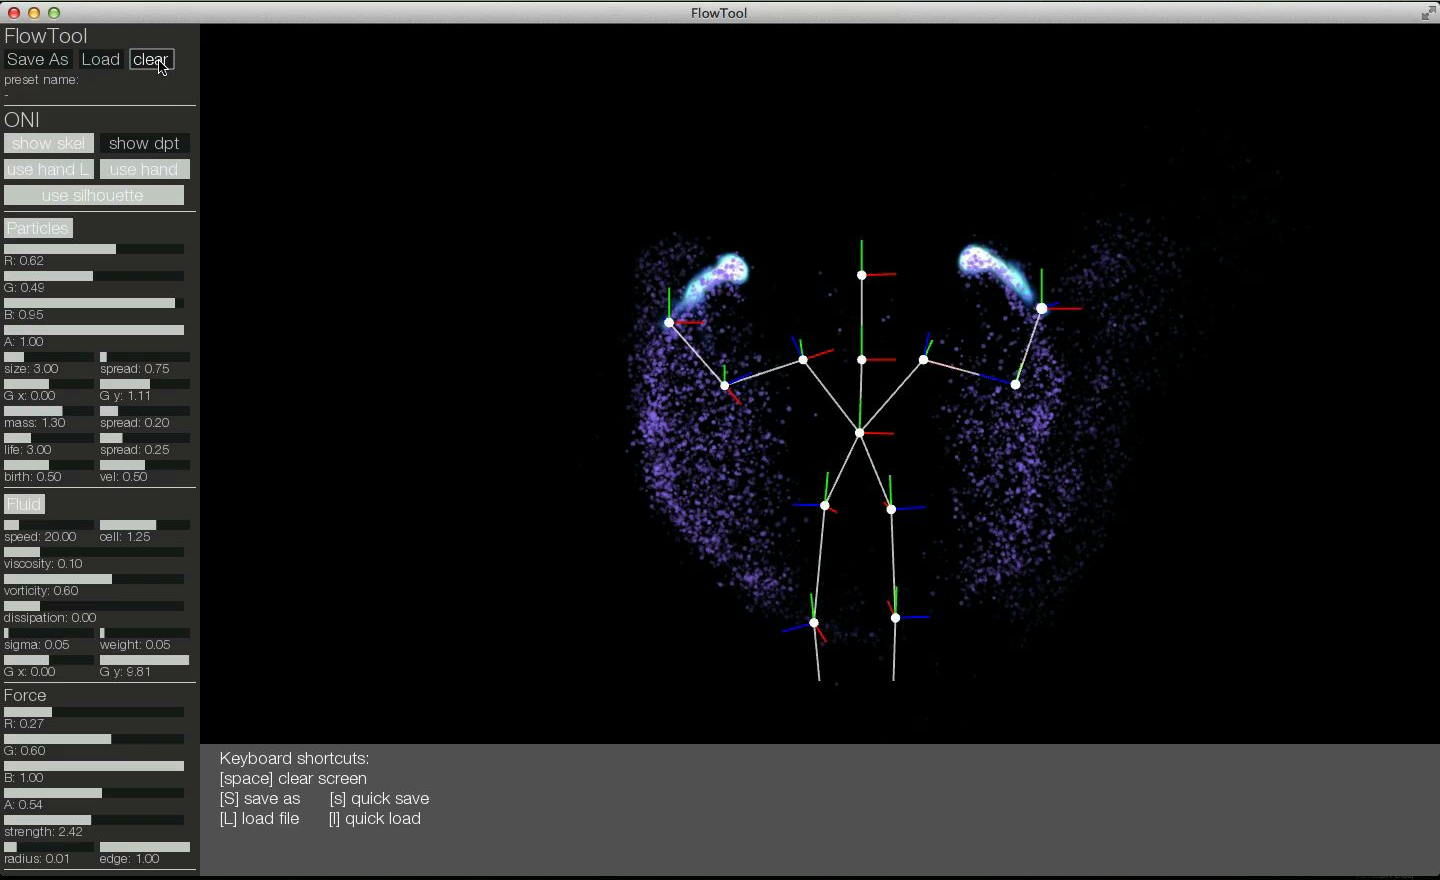 FlowTool
FlowTool
Save As Load clear
preset name:
-
ONI
show skel show dpt
use hand L use hand
use silhouette
Particles
R: 0.62
G: 0.49
B: 0.95
A: 1.00
size: 3.00 spread: 0.75
G x: 0.00 G y: 1.11
mass: 1.30 spread: 0.20
life: 3.00 spread: 0.25
birth: 0.50 vel: 0.50
Fluid
speed: 20.00 cell: 1.25
viscosity: 0.10
vorticity: 0.60
dissipation: 0.00
sigma: 0.05 weight: 0.05
G x: 0.00 G y: 9.81
Force
R: 0.27
G: 0.60
B: 1.00
A: 0.54
strength: 2.42
radius: 0.01 edge: 1.00
Keyboard shortcuts:
[space] clear screen
[S] save as [s] quick save
[L] load file [l] quick load